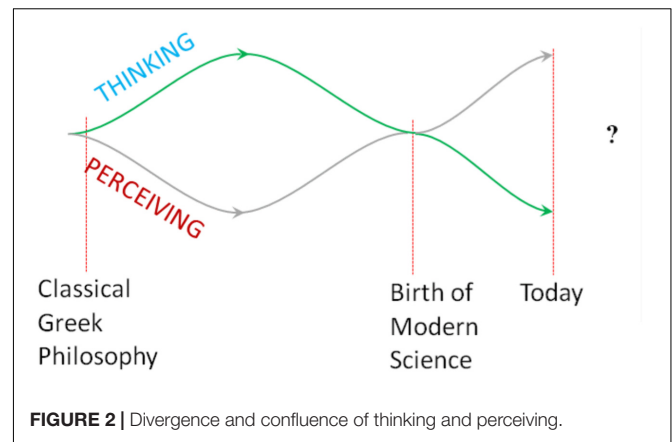 THINKING
PERCEIVING
?
Classical
Greek
Philosophy
Birth of
Modern
Science
Today
FIGURE 2 | Divergence and confluence of thinking and perceiving.